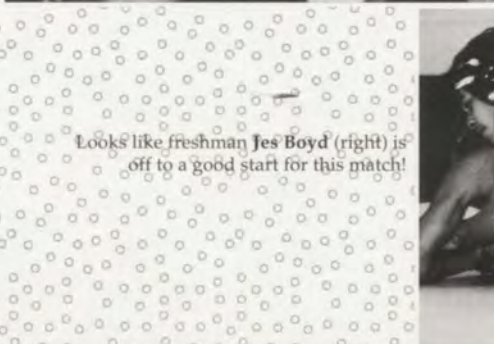 Looks like freshman Jes Boyd (right) is
off to a good start for this match!